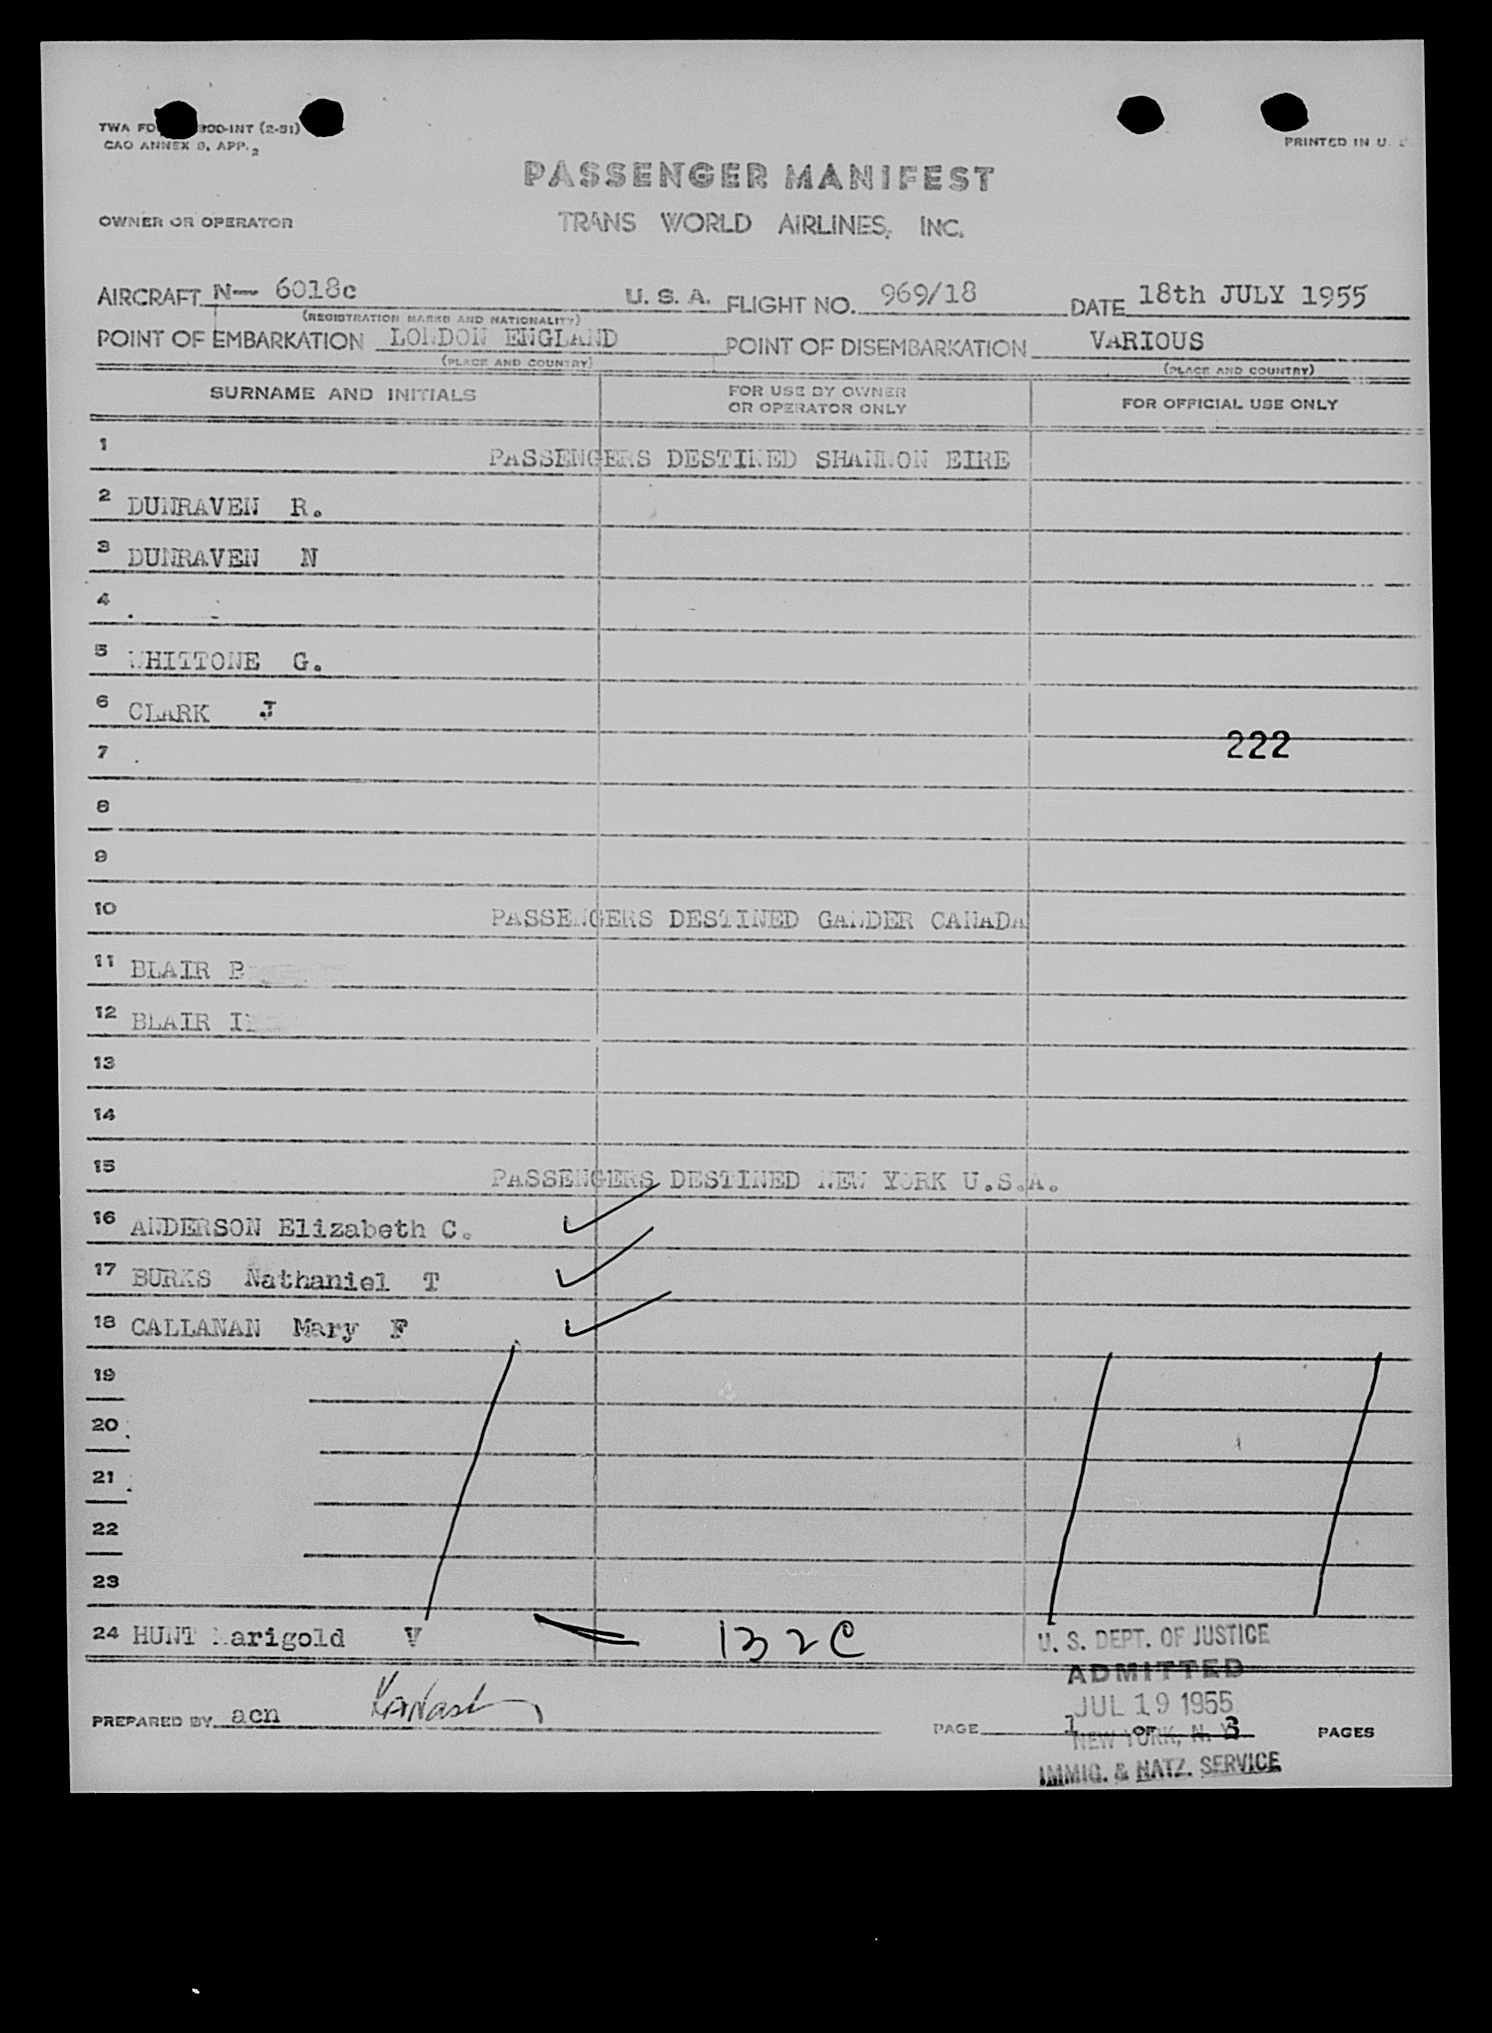 TWA FO 300-INT (2-51)
CAO ANNEX 9, APP. 2
PRINTED IN U.
PASSENGER MANIFEST
OWNER OR OPERATOR TRANS WORLD AIRLINES, INC.
AIRCRAFT N-- 6018c U. S. A. FLIGHT NO. 969/18 DATE 18th JULY 1955
(REGISTRATION MARKS AND NATIONALITY)
POINT OF EMBARKATION LONDON ENGLAND POINT OF DISEMBARKATION VARIOUS
(PLACE AND COUNTRY) (PLACE AND COUNTRY)
SURNAME AND INITIALS FOR USE BY OWNER OR OPERATOR ONLY FOR OFFICIAL USE ONLY
1 PASSENGERS DESTINED SHANNON EIRE
2 DUNRAVEN R.
3 DUNRAVEN N
4
5 WHITTONE G.
6 CLARK J
222
7
8
9
10 PASSENGERS DESTINED GANDER CANADA
11 BLAIR B
12 BLAIR I
13
14
15 PASSENGERS DESTINED NEW YORK U.S.A.
16 ANDERSON Elizabeth C.
17 BURKS Nathaniel T
18 CALLANAN Mary F
19
20
21
22
23
24 HUNT Marigold V 132C
U. S. DEPT. OF JUSTICE
ADMITTED
JUL 19 1955
PREPARED BY acn PAGE 1 OF 3 PAGES
NEW YORK, N. Y.
IMMIG. & NATZ. SERVICE